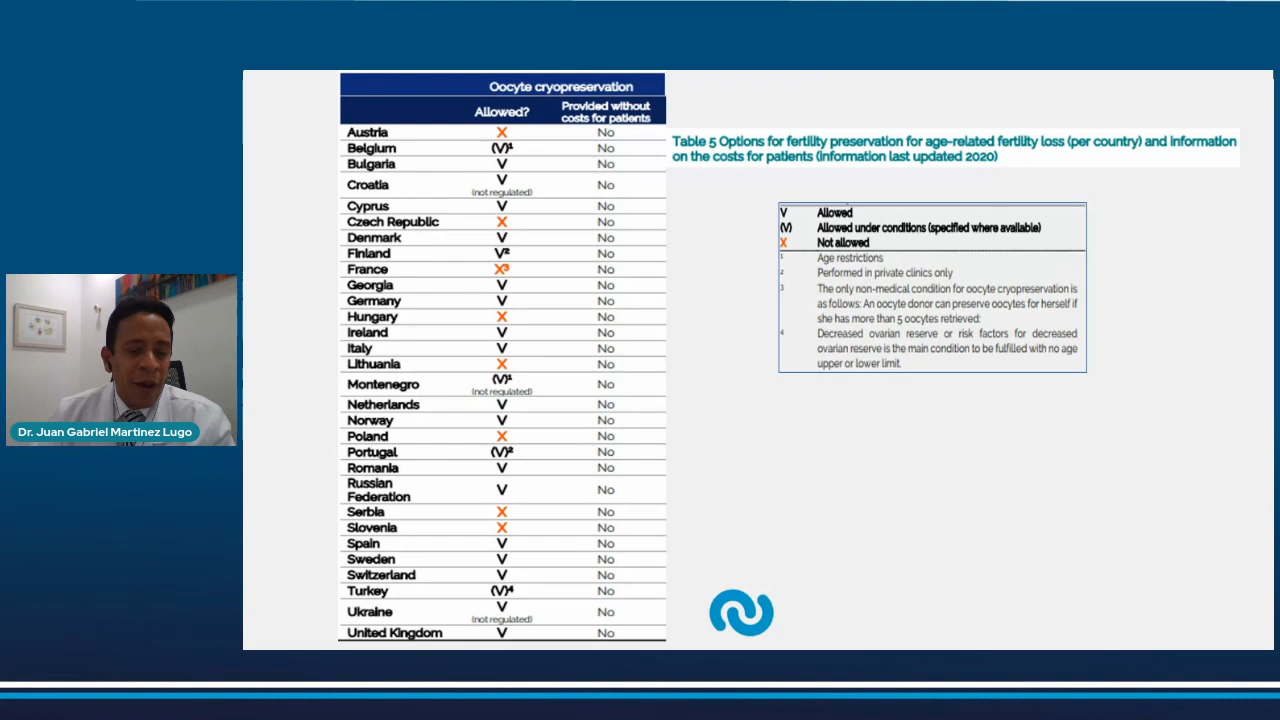 Oocyte cryopreservation
Allowed? Provided without costs for patients
Austria X No
Belgium (V)¹ No
Bulgaria V No
Croatia V (not regulated) No
Cyprus V No
Czech Republic X No
Denmark V No
Finland V² No
France X³ No
Georgia V No
Germany V No
Hungary X No
Ireland V No
Italy V No
Lithuania X No
Montenegro (V)¹ (not regulated) No
Netherlands V No
Norway V No
Poland X No
Portugal (V)² No
Romania V No
Russian Federation V No
Serbia X No
Slovenia X No
Spain V No
Sweden V No
Switzerland V No
Turkey (V)⁴ No
Ukraine V (not regulated) No
United Kingdom V No
Table 5 Options for fertility preservation for age-related fertility loss (per country) and information
on the costs for patients (information last updated 2020)
V Allowed
(V) Allowed under conditions (specified where available)
X Not allowed
1 Age restrictions
2 Performed in private clinics only
3 The only non-medical condition for oocyte cryopreservation is
as follows: An oocyte donor can preserve oocytes for herself if
she has more than 5 oocytes retrieved:
4 Decreased ovarian reserve or risk factors for decreased
ovarian reserve is the main condition to be fulfilled with no age
upper or lower limit.
Dr. Juan Gabriel Martínez Lugo